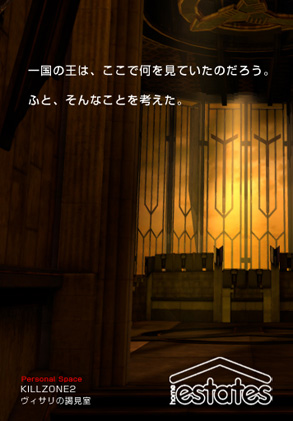 一国の王は、ここで何を見ていたのだろう。
ふと、そんなことを考えた。
Personal Space
KILLZONE2
ヴィサリの謁見室
home
estates